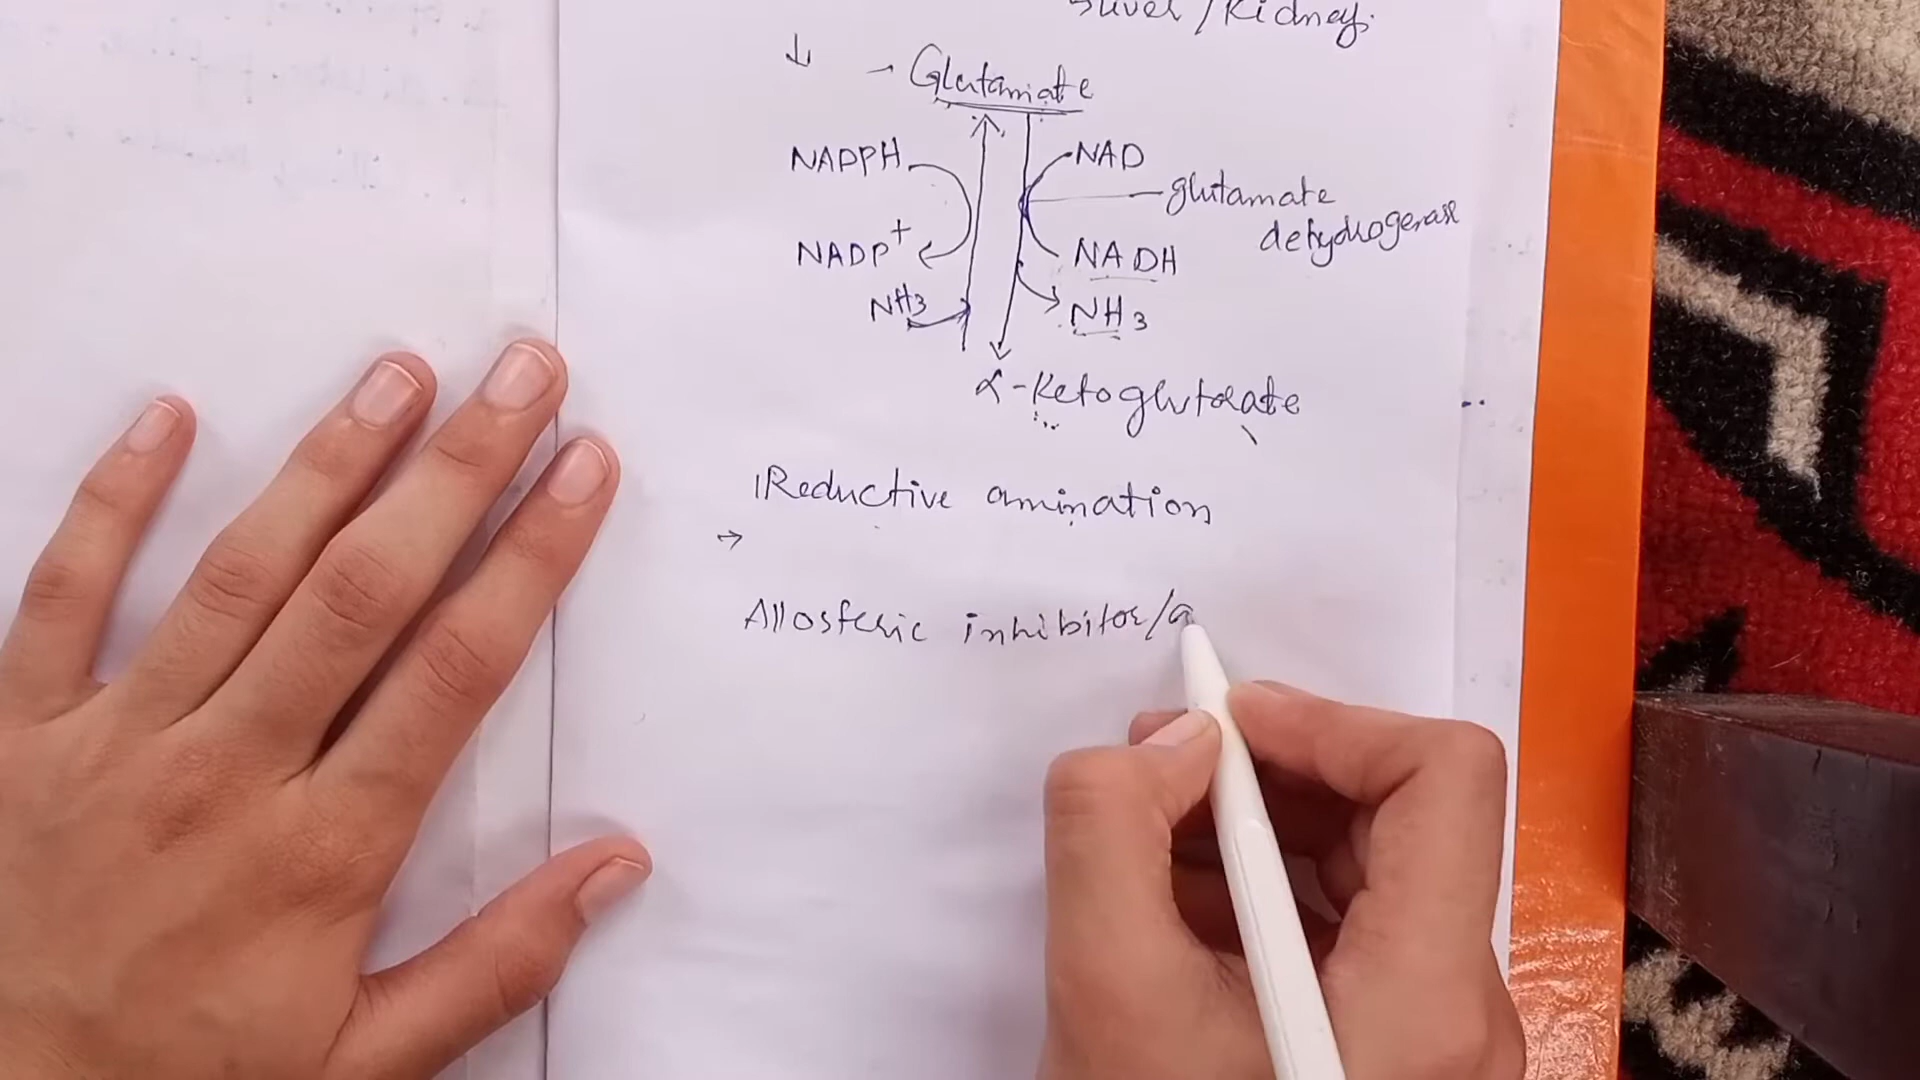 liver / Kidney.
↓ → Glutamate
NADPH NAD
glutamate
dehydrogenase
NADP+ NADH
NH3 NH3
α-Ketoglutarate
Reductive amination
→
Allosteric inhibitor/a